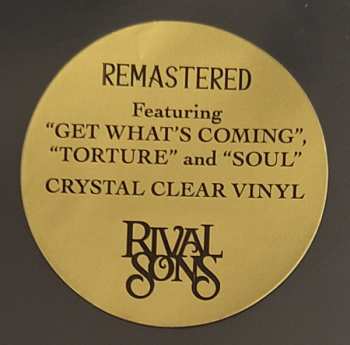 REMASTERED
Featuring
“GET WHAT’S COMING”,
“TORTURE” and “SOUL”
CRYSTAL CLEAR VINYL
RIVAL
SONS